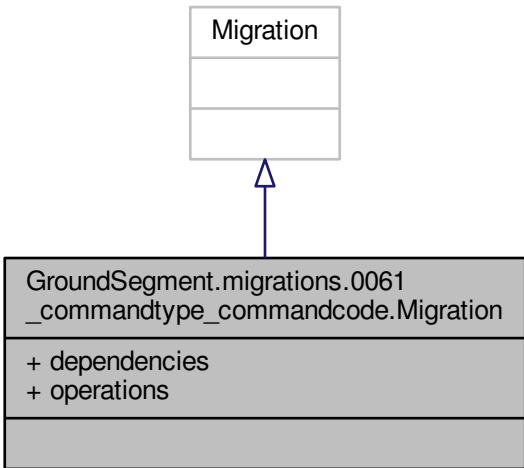 Migration
GroundSegment.migrations.0061
_commandtype_commandcode.Migration
+ dependencies
+ operations